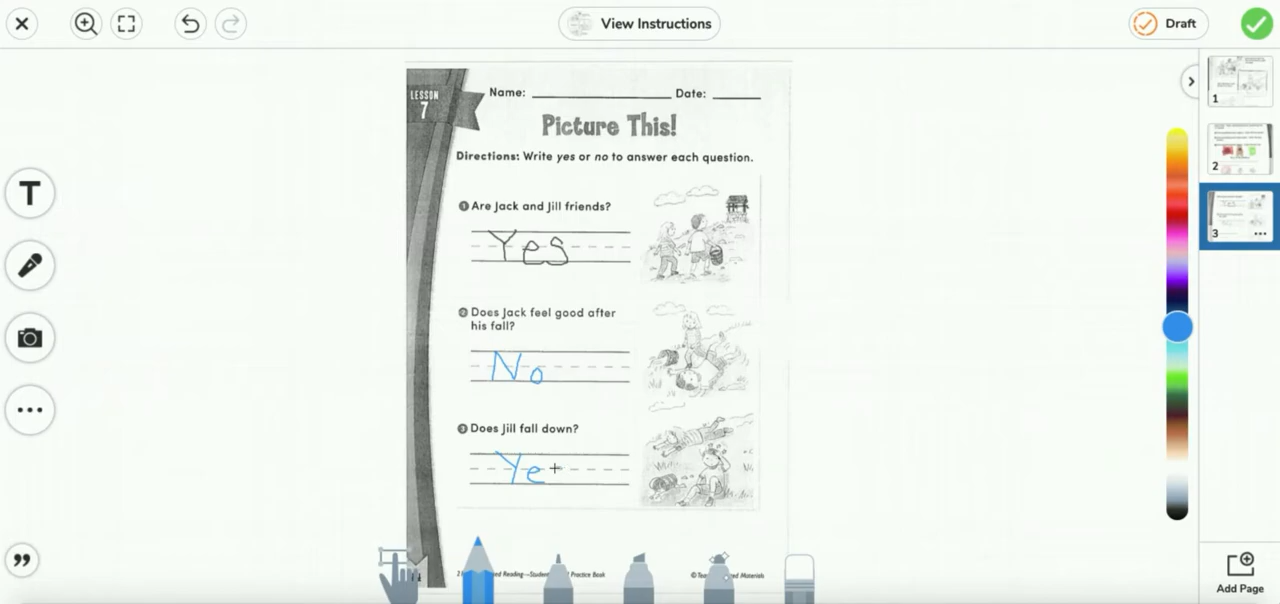 View Instructions
Draft
LESSON
7
Name: Date:
Picture This!
Directions: Write yes or no to answer each question.
1 Are Jack and Jill friends?
Yes
2 Does Jack feel good after
his fall?
No
3 Does Jill fall down?
Ye
T
1
2
3
Add Page